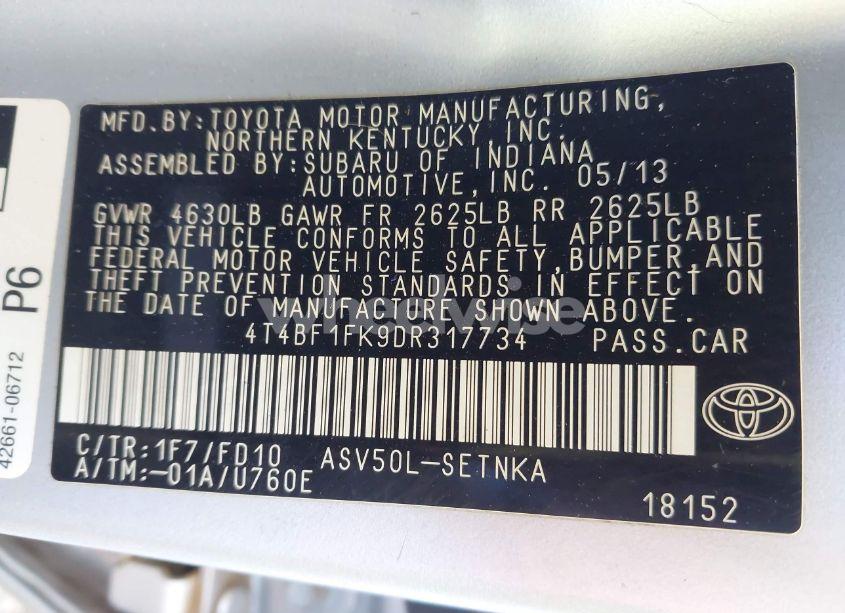 MFD.BY:TOYOTA MOTOR MANUFACTURING,
NORTHERN KENTUCKY, INC.
ASSEMBLED BY:SUBARU OF INDIANA
AUTOMOTIVE,INC. 05/13
GVWR 4630LB GAWR FR 2625LB RR 2625LB
THIS VEHICLE CONFORMS TO ALL APPLICABLE
FEDERAL MOTOR VEHICLE SAFETY,BUMPER,AND
THEFT PREVENTION STANDARDS IN EFFECT ON
THE DATE OF MANUFACTURE SHOWN ABOVE.
4T4BF1FK9DR317734 PASS.CAR
C/TR:1F7/FD10 ASV50L-SETNKA
A/TM:-01A/U760E
18152
P6
42661-06712